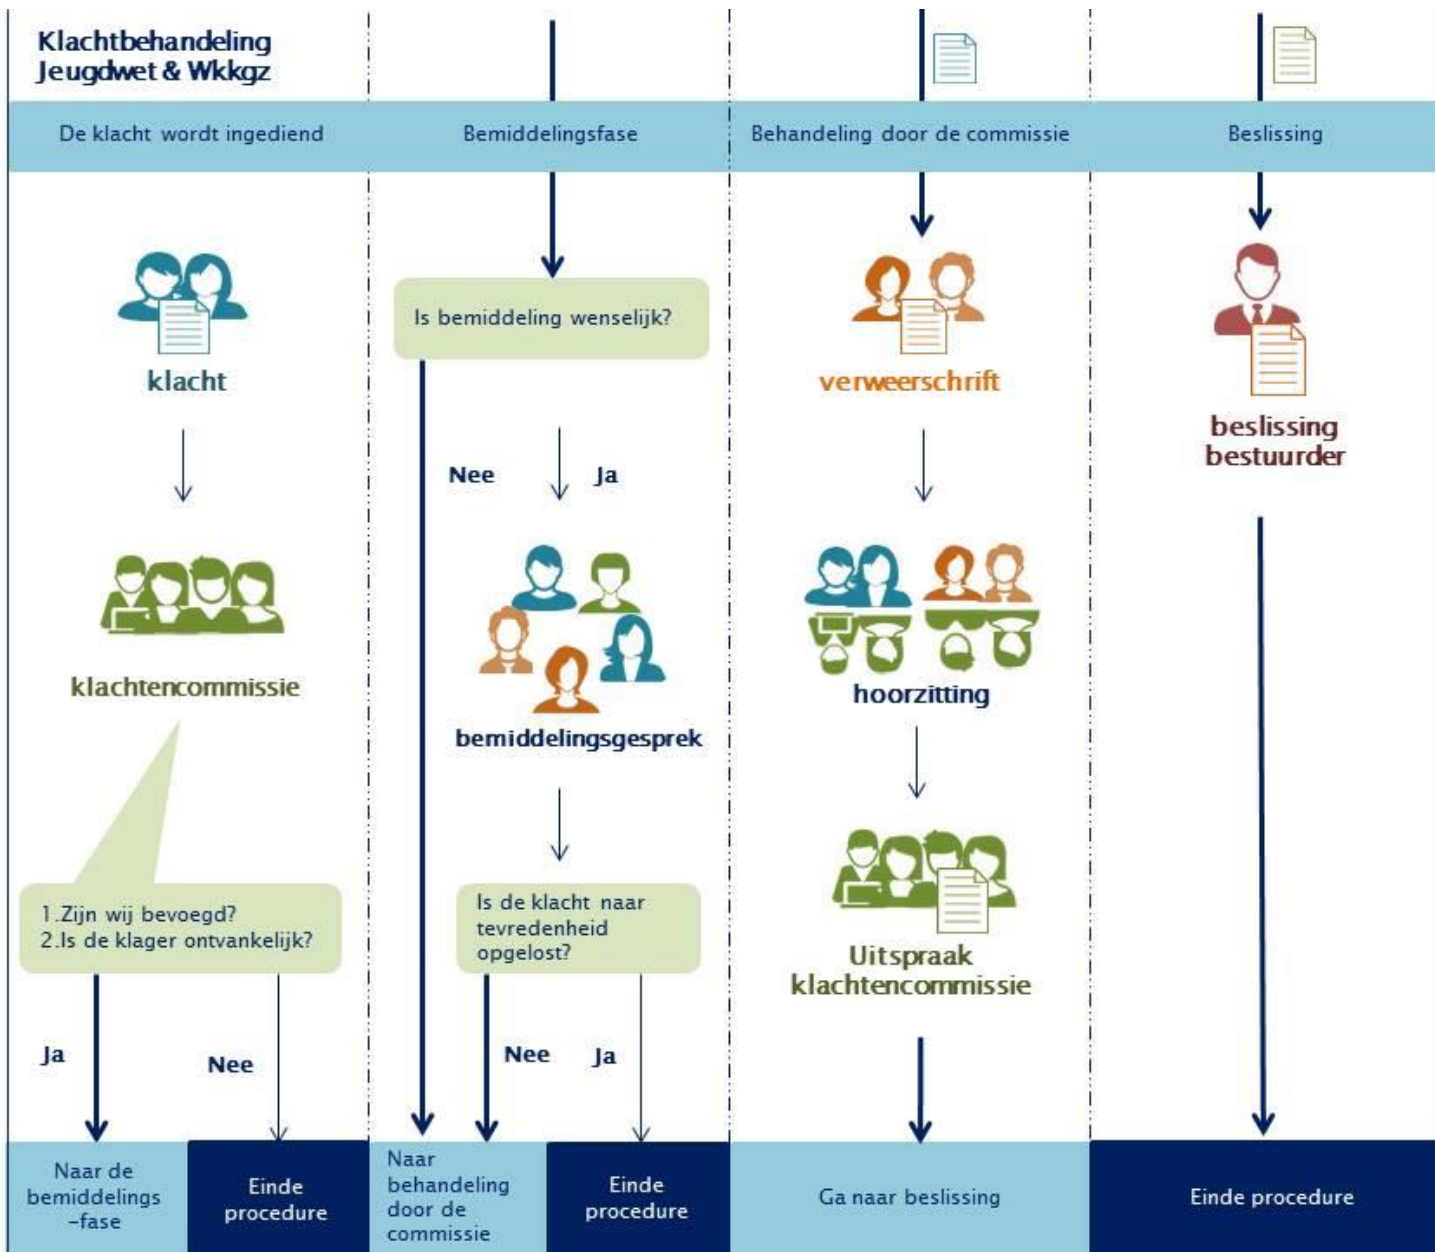 Klachtbehandeling
Jeugdwet & Wkkgz
De klacht wordt ingediend
klacht
klachtencommissie
1.Zijn wij bevoegd?
2.Is de klager ontvankelijk?
Ja
Nee
Naar de
bemiddelings
-fase
Einde
procedure
Bemiddelingsfase
Is bemiddeling wenselijk?
Nee
Ja
bemiddelingsgesprek
Is de klacht naar
tevredenheid
opgelost?
Nee
Ja
Naar
behandeling
door de
commissie
Einde
procedure
Behandeling door de commissie
verweerschrift
hoorzitting
Uitspraak
klachtencommissie
Ga naar beslissing
Beslissing
beslissing
bestuurder
Einde procedure